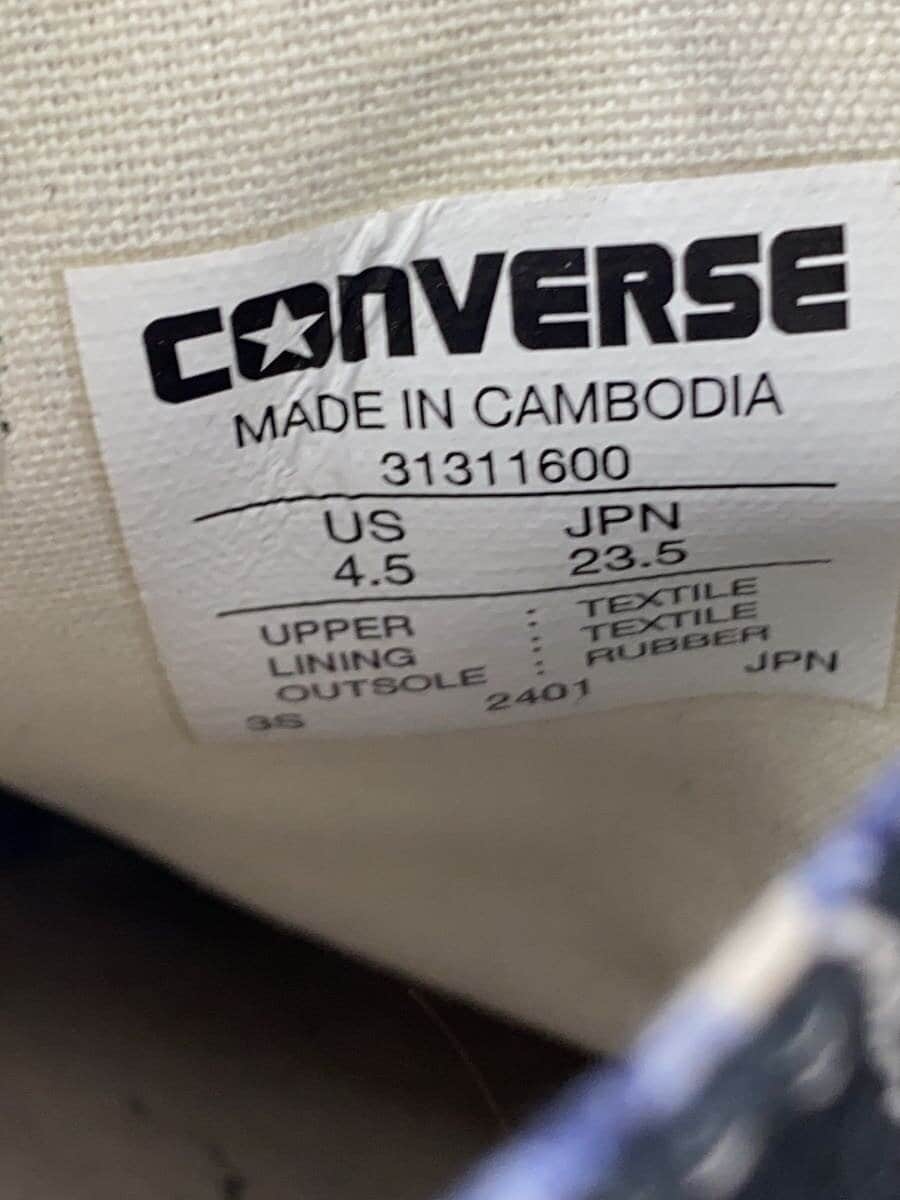 CONVERSE
MADE IN CAMBODIA
31311600
US JPN
4.5 23.5
UPPER : TEXTILE
LINING : TEXTILE
OUTSOLE : RUBBER
3S 2401 JPN